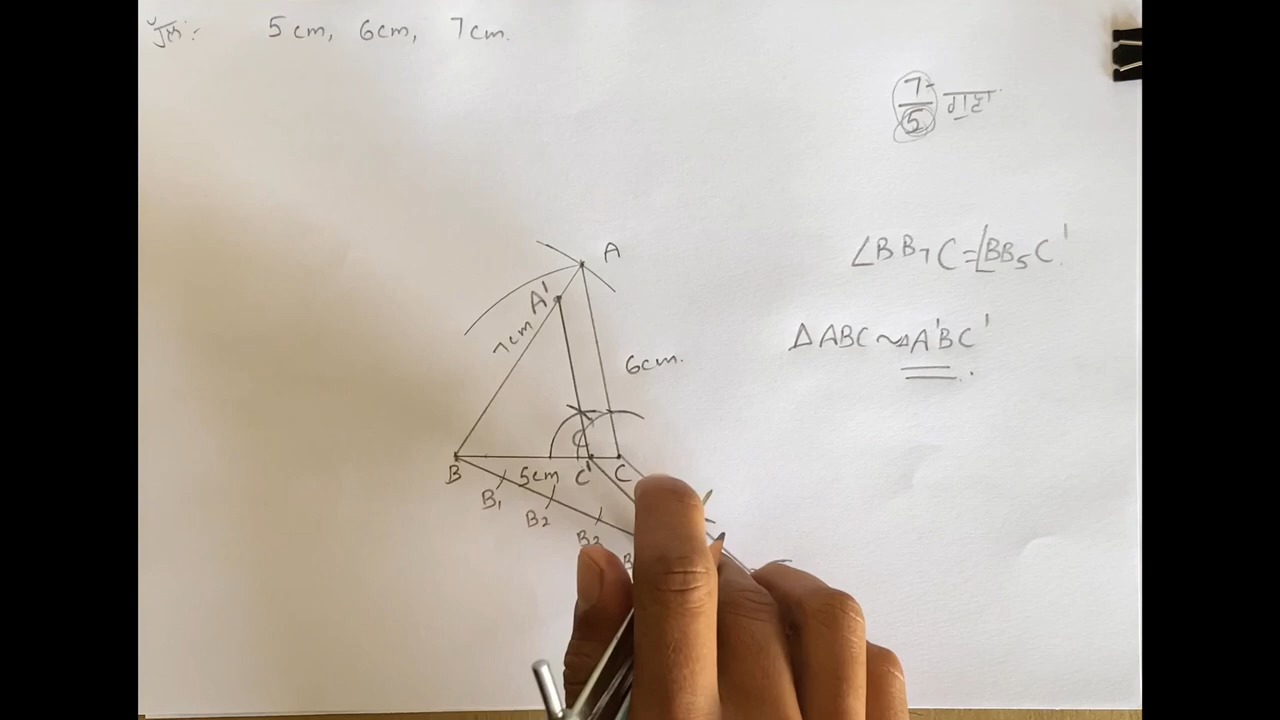 5cm, 6cm, 7cm.
7/5 ਗੁਣਾ
∠BB₇C=∠BB₅C'
ΔABC~ΔA'BC'
A
A'
7cm
6cm.
C
B 5cm C' C
B₁
B₂
B₃
B